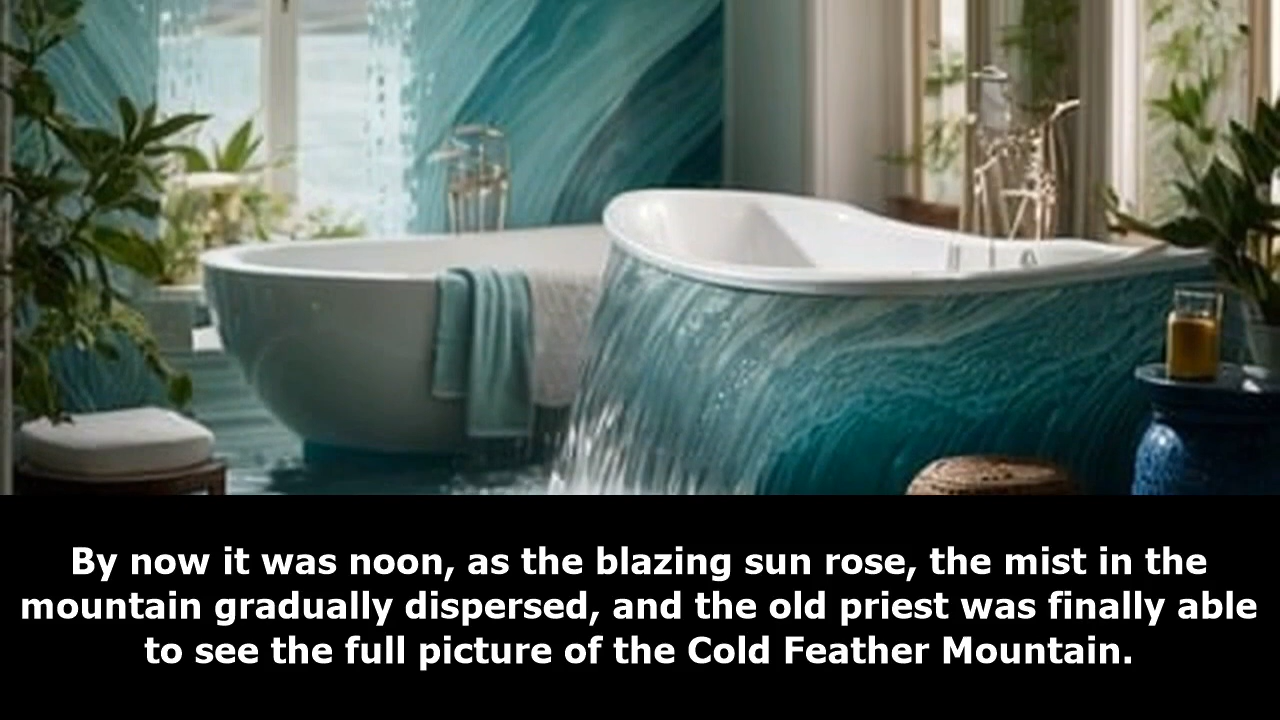 By now it was noon, as the blazing sun rose, the mist in the
mountain gradually dispersed, and the old priest was finally able
to see the full picture of the Cold Feather Mountain.